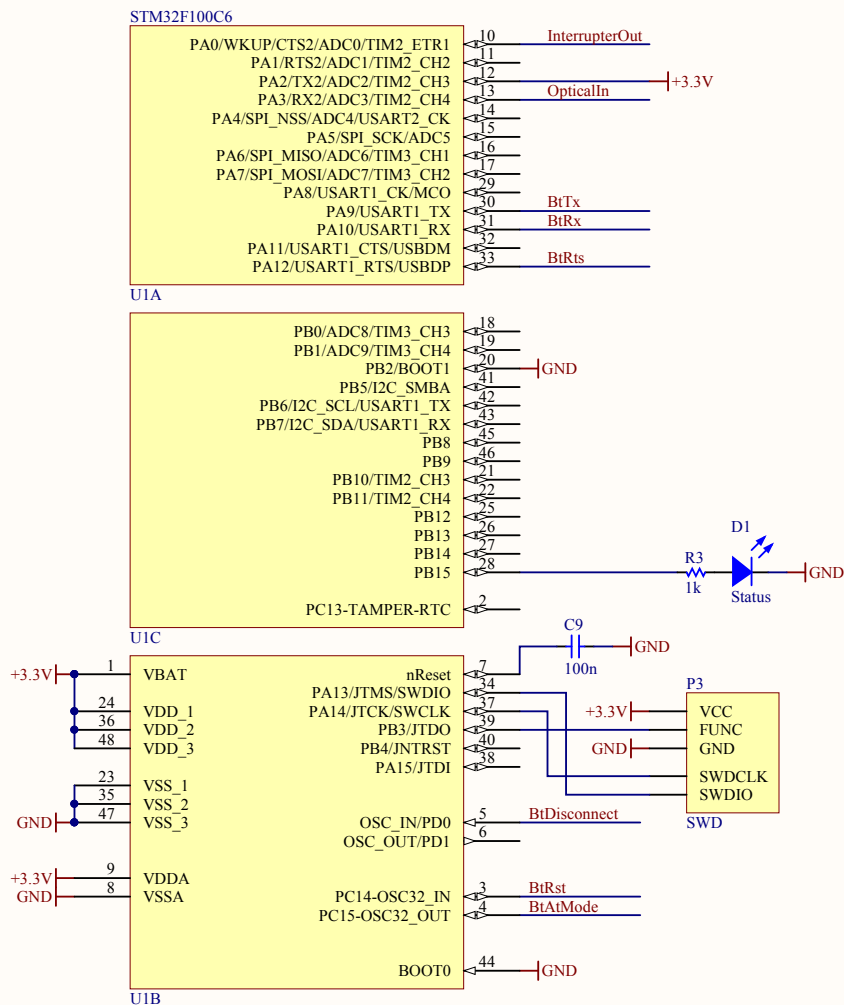 STM32F100C6
PA0/WKUP/CTS2/ADC0/TIM2_ETR1 10 InterrupterOut
PA1/RTS2/ADC1/TIM2_CH2 11
PA2/TX2/ADC2/TIM2_CH3 12 +3.3V
PA3/RX2/ADC3/TIM2_CH4 13 OpticalIn
PA4/SPI_NSS/ADC4/USART2_CK 14
PA5/SPI_SCK/ADC5 15
PA6/SPI_MISO/ADC6/TIM3_CH1 16
PA7/SPI_MOSI/ADC7/TIM3_CH2 17
PA8/USART1_CK/MCO 29
PA9/USART1_TX 30 BtTx
PA10/USART1_RX 31 BtRx
PA11/USART1_CTS/USBDM 32
PA12/USART1_RTS/USBDP 33 BtRts
U1A
PB0/ADC8/TIM3_CH3 18
PB1/ADC9/TIM3_CH4 19
PB2/BOOT1 20 GND
PB5/I2C_SMBA 41
PB6/I2C_SCL/USART1_TX 42
PB7/I2C_SDA/USART1_RX 43
PB8 45
PB9 46
PB10/TIM2_CH3 21
PB11/TIM2_CH4 22
PB12 25
PB13 26
PB14 27
PB15 28
R3
1k
D1
Status
GND
PC13-TAMPER-RTC 2
U1C
C9
100n
GND
+3.3V 1 VBAT nReset 7
PA13/JTMS/SWDIO 34
24 VDD_1 PA14/JTCK/SWCLK 37
36 VDD_2 PB3/JTDO 39
48 VDD_3 PB4/JNTRST 40
PA15/JTDI 38
23 VSS_1
35 VSS_2
GND 47 VSS_3 OSC_IN/PD0 5 BtDisconnect
OSC_OUT/PD1 6
+3.3V 9 VDDA
GND 8 VSSA PC14-OSC32_IN 3 BtRst
PC15-OSC32_OUT 4 BtAtMode
BOOT0 44 GND
U1B
P3
+3.3V VCC
FUNC
GND GND
SWDCLK
SWDIO
SWD